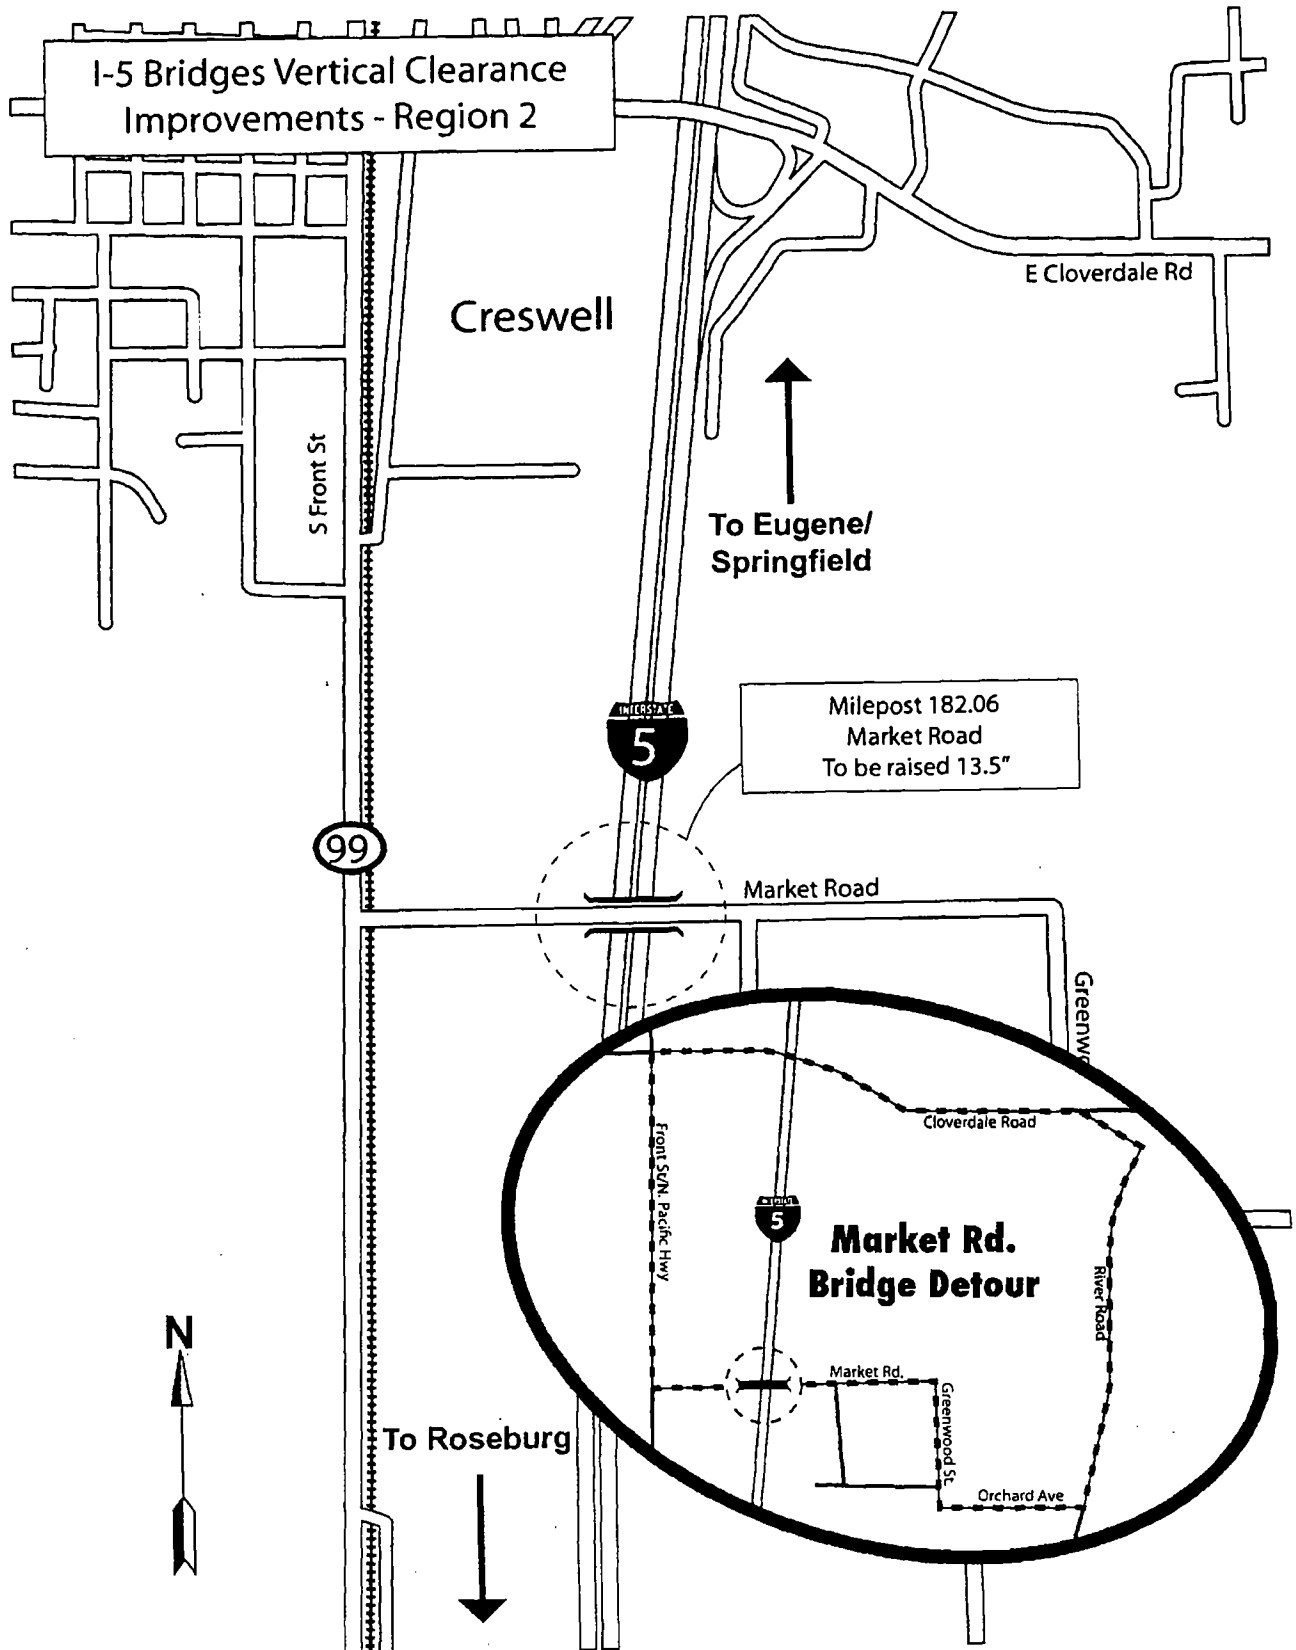 I-5 Bridges Vertical Clearance
Improvements - Region 2
E Cloverdale Rd
Creswell
S Front St
To Eugene/
Springfield
INTERSTATE
5
Milepost 182.06
Market Road
To be raised 13.5"
99
Market Road
Greenwo
Cloverdale Road
Front St/N. Pacific Hwy
5
Market Rd.
Bridge Detour
River Road
N
Market Rd.
Greenwood St.
To Roseburg
Orchard Ave